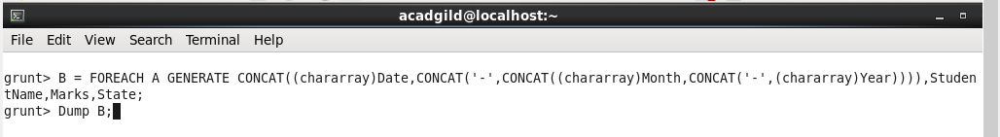 acadgild@localhost:~
File Edit View Search Terminal Help
grunt> B = FOREACH A GENERATE CONCAT((chararray)Date,CONCAT('-',CONCAT((chararray)Month,CONCAT('-',(chararray)Year)))),Studen
tName,Marks,State;
grunt> Dump B;